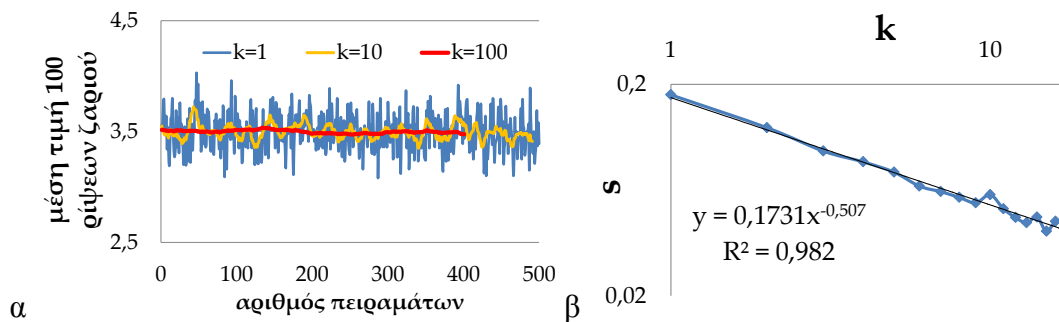 4,5
k=1 k=10 k=100
3,5
2,5
μέση τιμή 100
ρίψεων ζαριού
0 100 200 300 400 500
αριθμός πειραμάτων
α
k
1 10
0,2
s
y = 0,1731x^-0,507
R² = 0,982
0,02
β